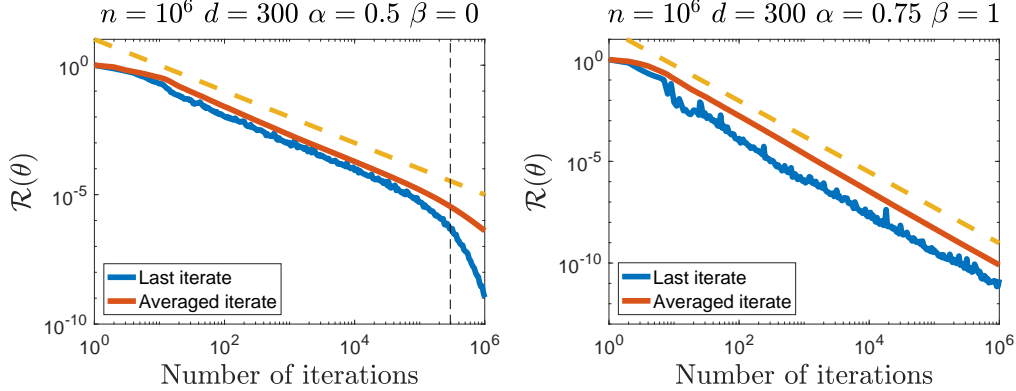 n = 10^6 d = 300 α = 0.5 β = 0
10^0
10^-5
10^-10
R(θ)
Last iterate
Averaged iterate
10^0 10^2 10^4 10^6
Number of iterations
n = 10^6 d = 300 α = 0.75 β = 1
10^0
10^-5
10^-10
R(θ)
Last iterate
Averaged iterate
10^0 10^2 10^4 10^6
Number of iterations